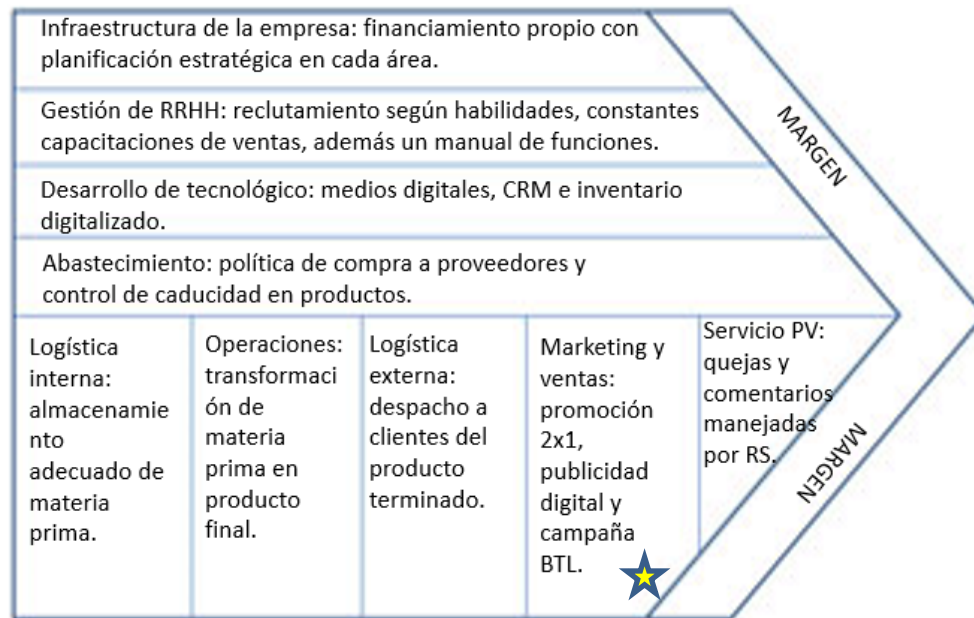 Infraestructura de la empresa: financiamiento propio con
planificación estratégica en cada área.
Gestión de RRHH: reclutamiento según habilidades, constantes
capacitaciones de ventas, además un manual de funciones.
Desarrollo de tecnológico: medios digitales, CRM e inventario
digitalizado.
Abastecimiento: política de compra a proveedores y
control de caducidad en productos.
MARGEN
Logística
interna:
almacenamie
nto
adecuado de
materia
prima.
Operaciones:
transformaci
ón de
materia
prima en
producto
final.
Logística
externa:
despacho a
clientes del
producto
terminado.
Marketing y
ventas:
promoción
2x1,
publicidad
digital y
campaña
BTL.
Servicio PV:
quejas y
comentarios
manejadas
por RS.
MARGEN